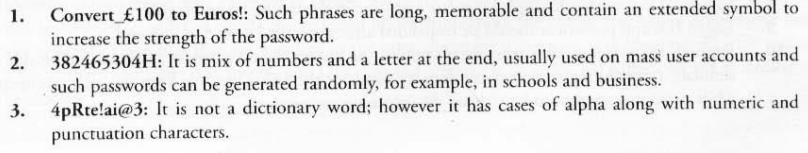 1. Convert_£100 to Euros!: Such phrases are long, memorable and contain an extended symbol to
increase the strength of the password.
2. 382465304H: It is mix of numbers and a letter at the end, usually used on mass user accounts and
such passwords can be generated randomly, for example, in schools and business.
3. 4pRte!ai@3: It is not a dictionary word; however it has cases of alpha along with numeric and
punctuation characters.